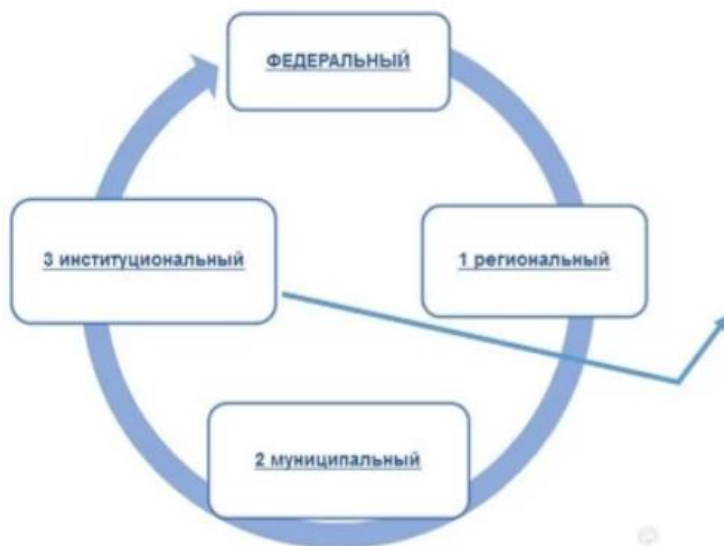 ФЕДЕРАЛЬНЫЙ
3 институциональный
1 региональный
2 муниципальный